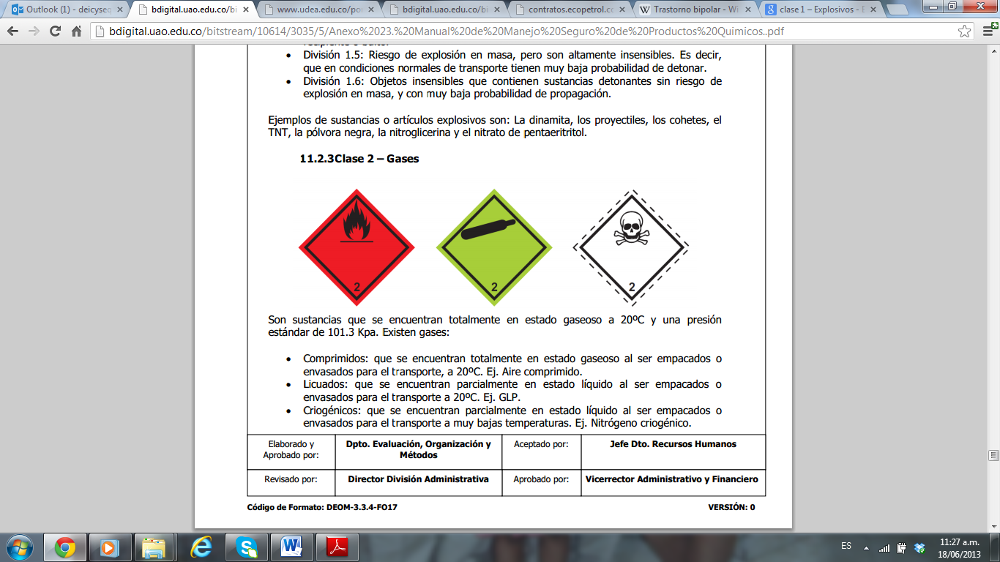 Outlook (1) - deicyseq
bdigital.uao.edu.co/bi
www.udea.edu.co/por
bdigital.uao.edu.co/bi
contratos.ecopetrol.co
Trastorno bipolar - Wi
clase 1 – Explosivos - B
bdigital.uao.edu.co/bitstream/10614/3035/5/Anexo%2023.%20Manual%20de%20Manejo%20Seguro%20de%20Productos%20Quimicos..pdf
• División 1.5: Riesgo de explosión en masa, pero son altamente insensibles. Es decir,
que en condiciones normales de transporte tienen muy baja probabilidad de detonar.
• División 1.6: Objetos insensibles que contienen sustancias detonantes sin riesgo de
explosión en masa, y con muy baja probabilidad de propagación.
Ejemplos de sustancias o artículos explosivos son: La dinamita, los proyectiles, los cohetes, el
TNT, la pólvora negra, la nitroglicerina y el nitrato de pentaeritritol.
11.2.3Clase 2 – Gases
2
2
2
Son sustancias que se encuentran totalmente en estado gaseoso a 20ºC y una presión
estándar de 101.3 Kpa. Existen gases:
• Comprimidos: que se encuentran totalmente en estado gaseoso al ser empacados o
envasados para el transporte, a 20ºC. Ej. Aire comprimido.
• Licuados: que se encuentran parcialmente en estado líquido al ser empacados o
envasados para el transporte a 20ºC. Ej. GLP.
• Criogénicos: que se encuentran parcialmente en estado líquido al ser empacados o
envasados para el transporte a muy bajas temperaturas. Ej. Nitrógeno criogénico.
Elaborado y
Aprobado por:
Dpto. Evaluación, Organización y
Métodos
Aceptado por:
Jefe Dto. Recursos Humanos
Revisado por:
Director División Administrativa
Aprobado por:
Vicerrector Administrativo y Financiero
Código de Formato: DEOM-3.3.4-FO17
VERSIÓN: 0
ES
11:27 a.m.
18/06/2013